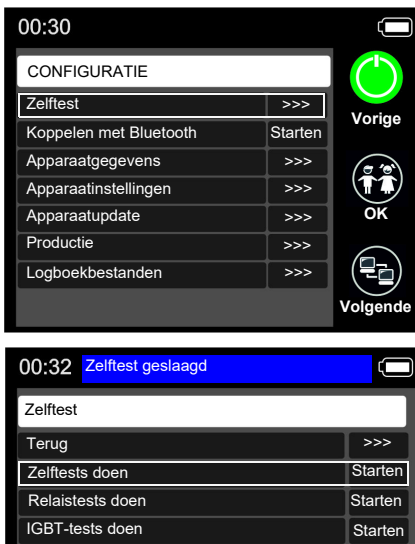 00:30
CONFIGURATIE
Zelftest >>>
Vorige
Koppelen met Bluetooth Starten
Apparaatgegevens >>>
Apparaatinstellingen >>>
OK
Apparaatupdate >>>
Productie >>>
Logboekbestanden >>>
Volgende
00:32 Zelftest geslaagd
Zelftest
Terug >>>
Zelftests doen Starten
Relaistests doen Starten
IGBT-tests doen Starten